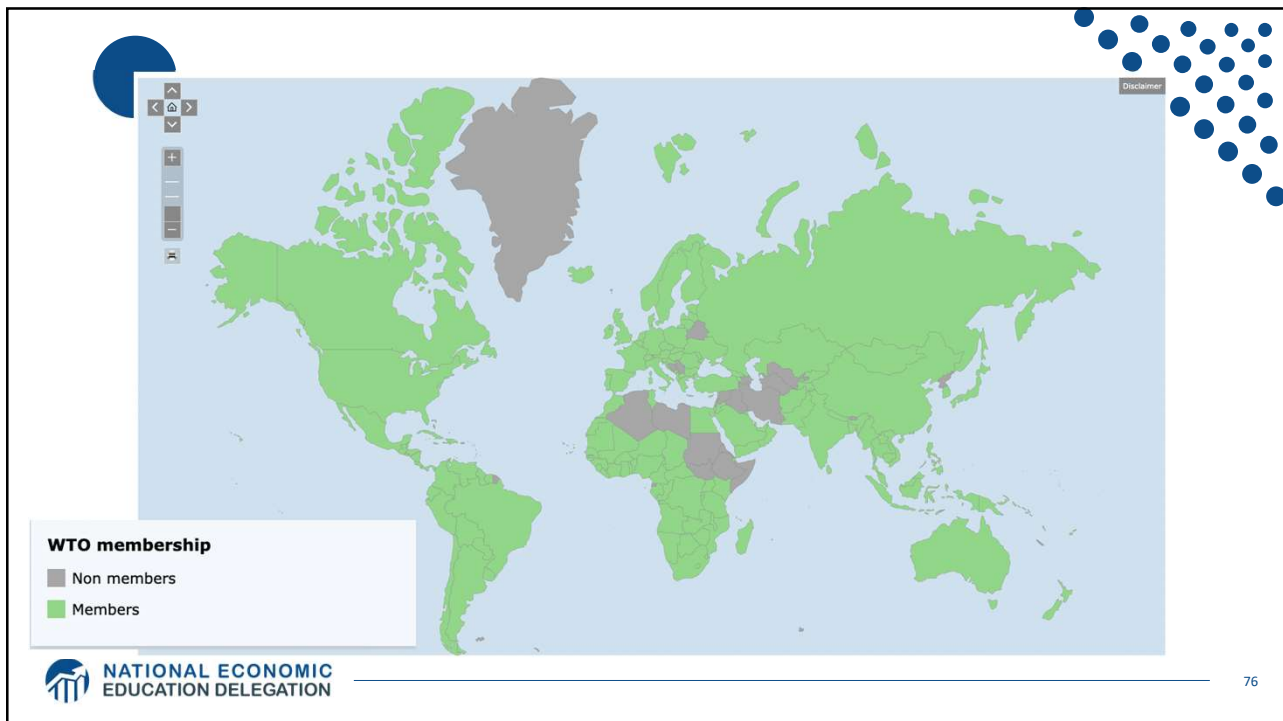 Disclaimer
WTO membership
Non members
Members
NATIONAL ECONOMIC
EDUCATION DELEGATION
76